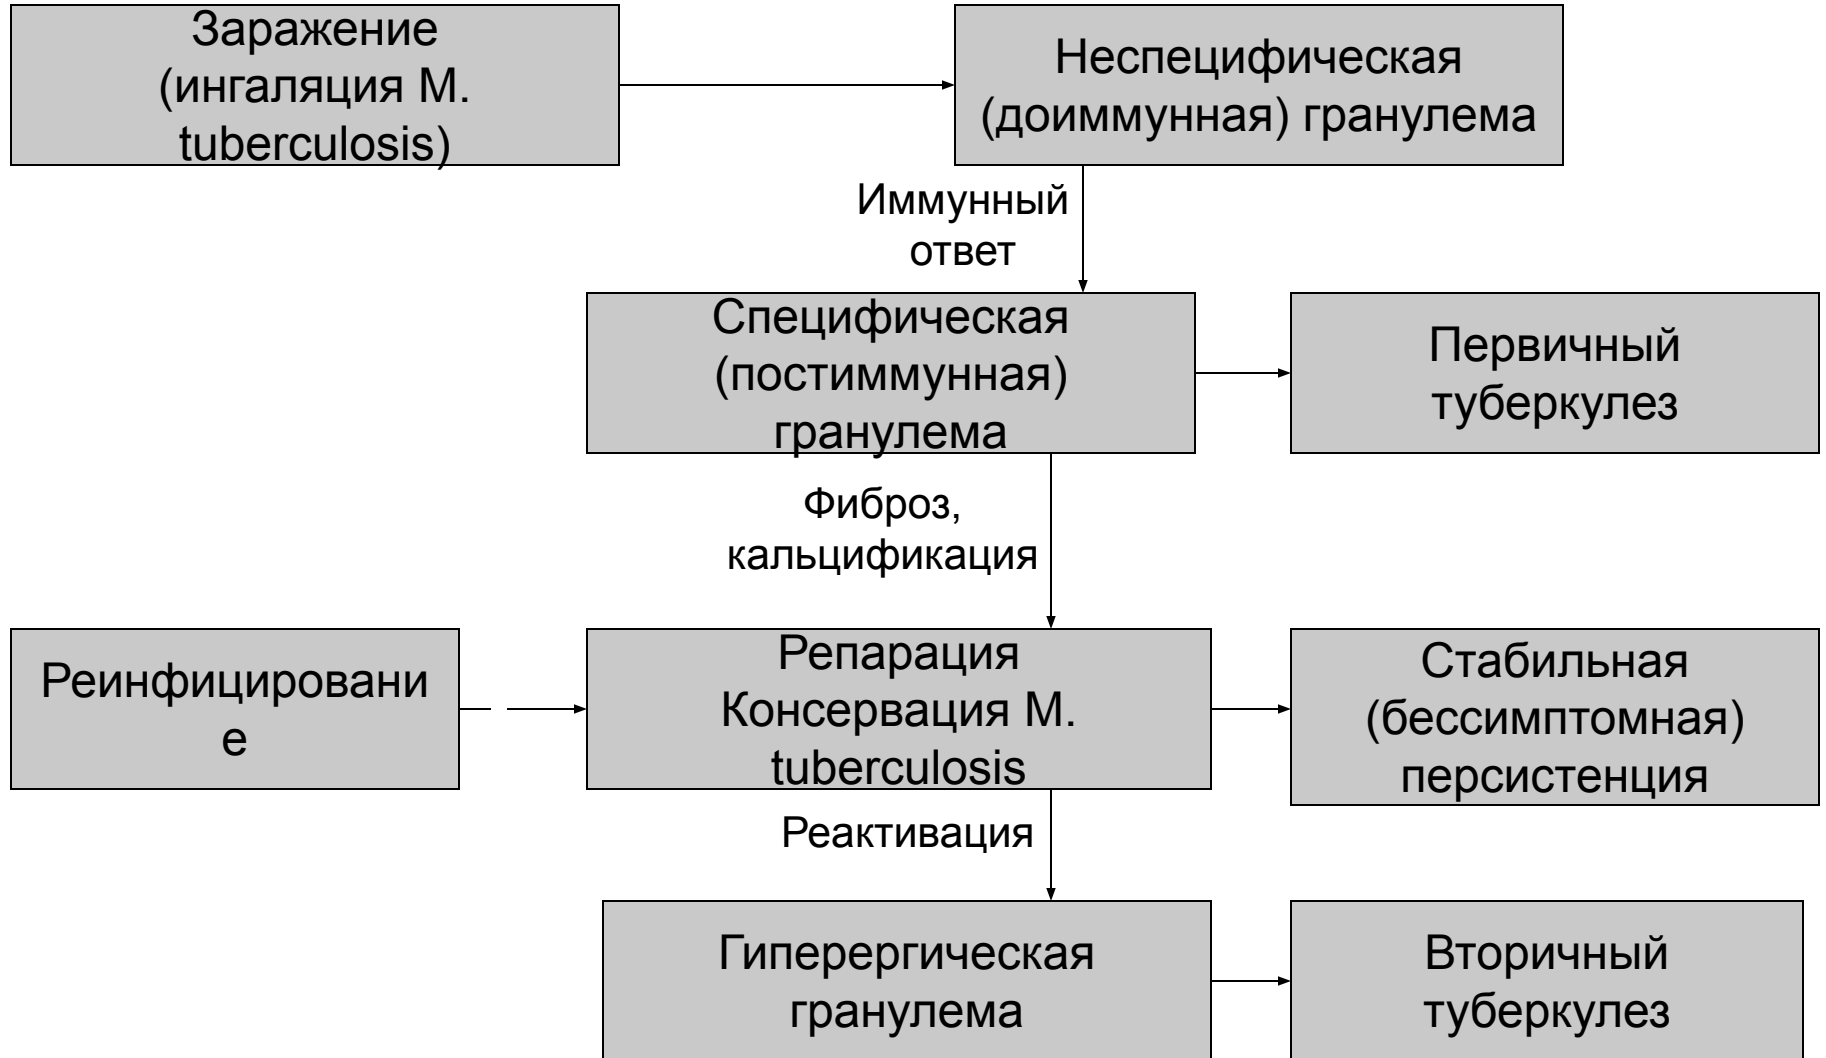 Заражение
(ингаляция M.
tuberculosis)
Неспецифическая
(доиммунная) гранулема
Иммунный
ответ
Специфическая
(постиммунная)
гранулема
Первичный
туберкулез
Фиброз,
кальцификация
Реинфицировани
е
Репарация
Консервация M.
tuberculosis
Стабильная
(бессимптомная)
персистенция
Реактивация
Гиперергическая
гранулема
Вторичный
туберкулез